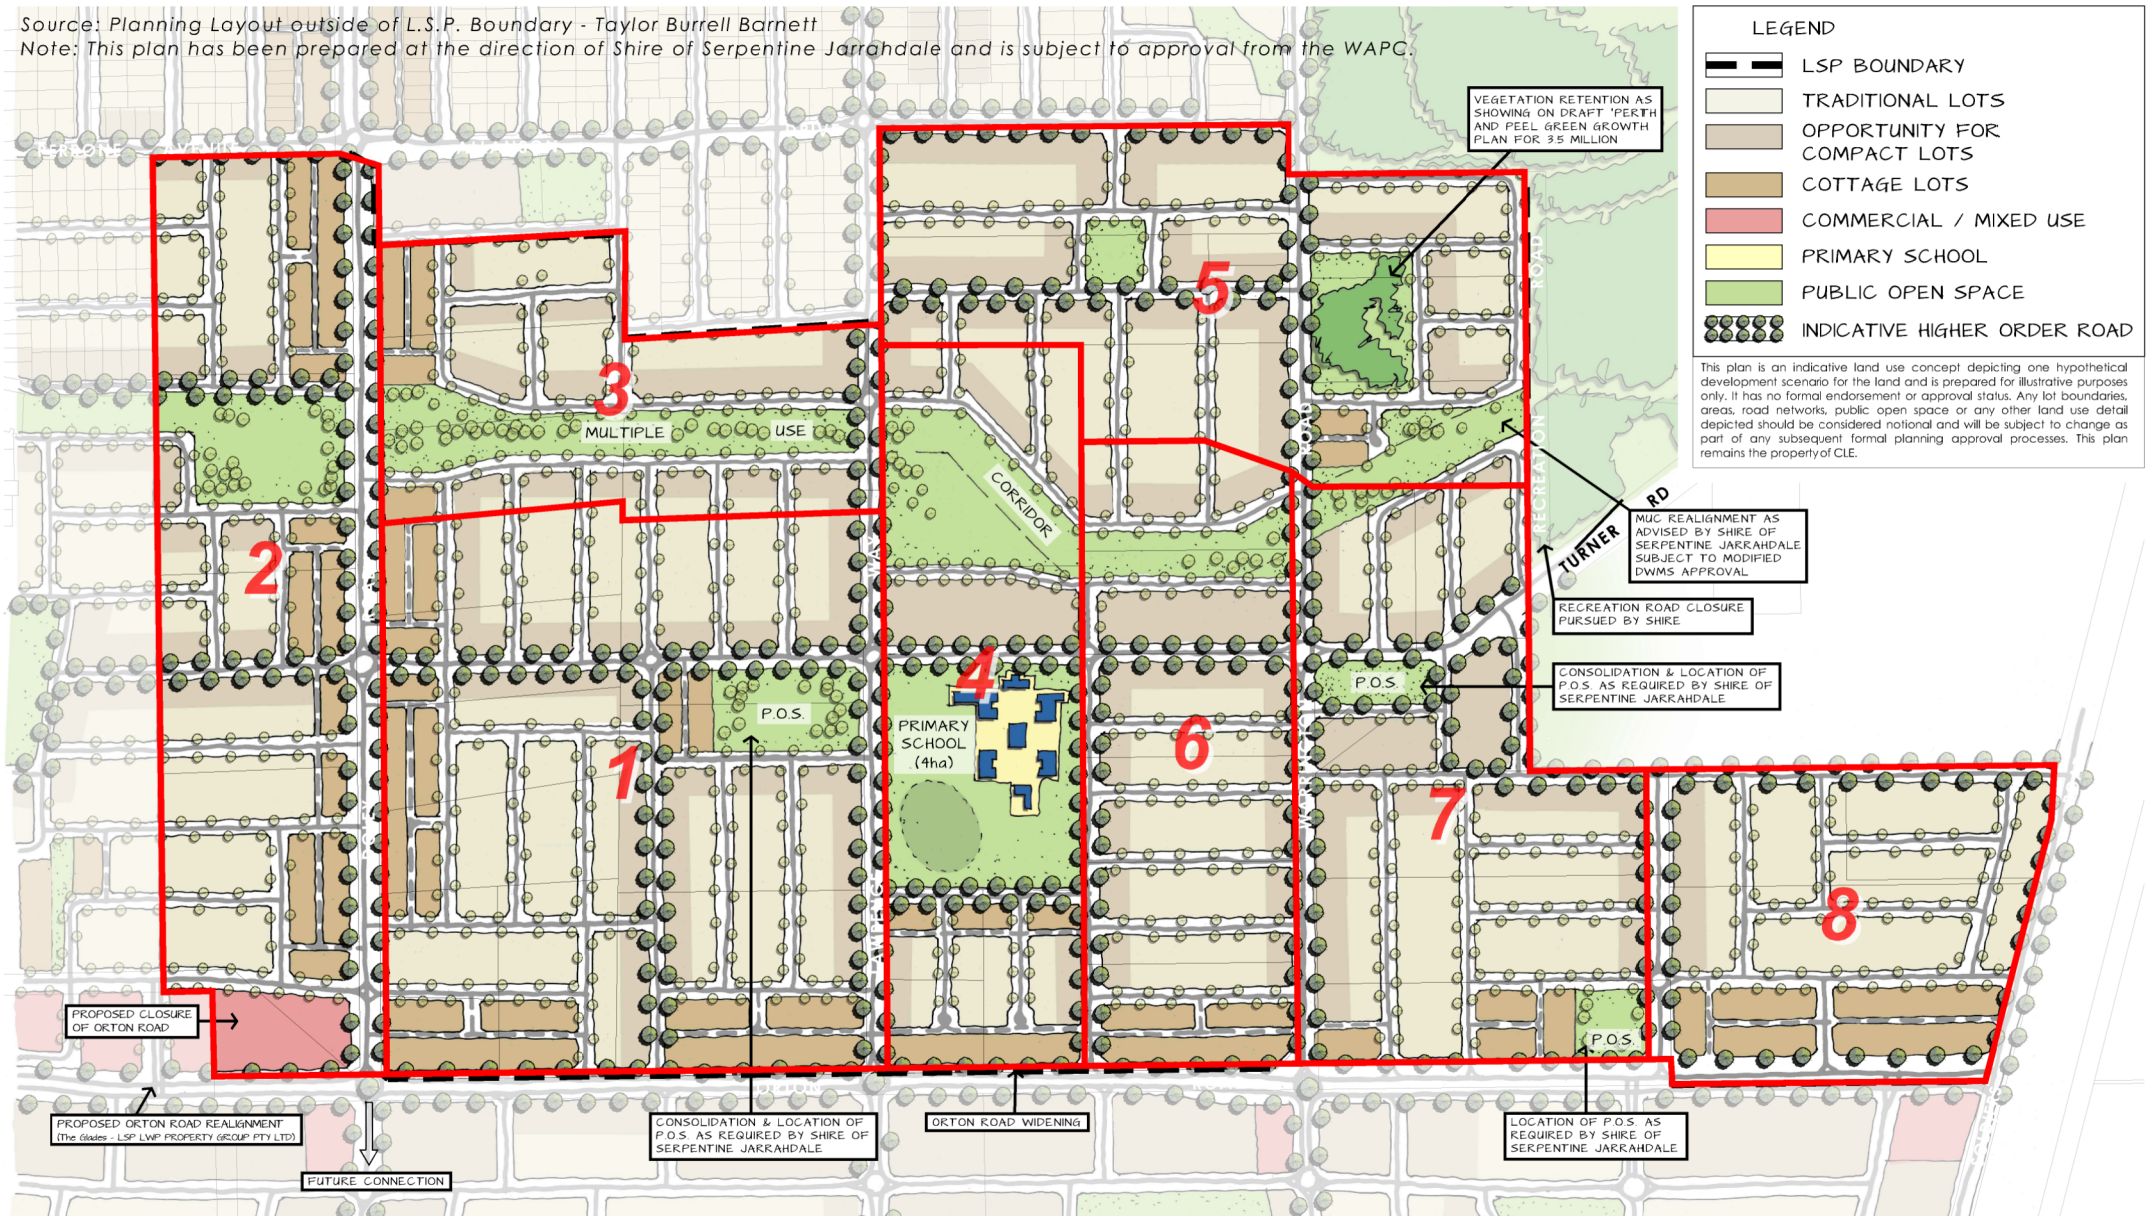 Source: Planning Layout outside of L.S.P. Boundary - Taylor Burrell Barnett
Note: This plan has been prepared at the direction of Shire of Serpentine Jarrahdale and is subject to approval from the WAPC.
LEGEND
LSP BOUNDARY
TRADITIONAL LOTS
OPPORTUNITY FOR
COMPACT LOTS
COTTAGE LOTS
COMMERCIAL / MIXED USE
PRIMARY SCHOOL
PUBLIC OPEN SPACE
INDICATIVE HIGHER ORDER ROAD
This plan is an indicative land use concept depicting one hypothetical
development scenario for the land and is prepared for illustrative purposes
only. It has no formal endorsement or approval status. Any lot boundaries,
areas, road networks, public open space or any other land use detail
depicted should be considered notional and will be subject to change as
part of any subsequent formal planning approval processes. This plan
remains the property of CLE.
VEGETATION RETENTION AS
SHOWING ON DRAFT 'PERTH
AND PEEL GREEN GROWTH
PLAN FOR 3.5 MILLION
AVENUE
ROAD
5
3
MULTIPLE USE
CORRIDOR
ROAD
RECREATION
TURNER RD
MUC REALIGNMENT AS
ADVISED BY SHIRE OF
SERPENTINE JARRAHDALE
SUBJECT TO MODIFIED
DWMS APPROVAL
2
WAY
RECREATION ROAD CLOSURE
PURSUED BY SHIRE
4
P.O.S.
CONSOLIDATION & LOCATION OF
P.O.S. AS REQUIRED BY SHIRE OF
SERPENTINE JARRAHDALE
P.O.S.
PRIMARY
SCHOOL
(4ha)
6
1
7
8
LAWRENCE
PROPOSED CLOSURE
OF ORTON ROAD
P.O.S.
ORTON
PROPOSED ORTON ROAD REALIGNMENT
(The Glades - LSP LWP PROPERTY GROUP PTY LTD)
CONSOLIDATION & LOCATION OF
P.O.S. AS REQUIRED BY SHIRE OF
SERPENTINE JARRAHDALE
ORTON ROAD WIDENING
LOCATION OF P.O.S. AS
REQUIRED BY SHIRE OF
SERPENTINE JARRAHDALE
FUTURE CONNECTION